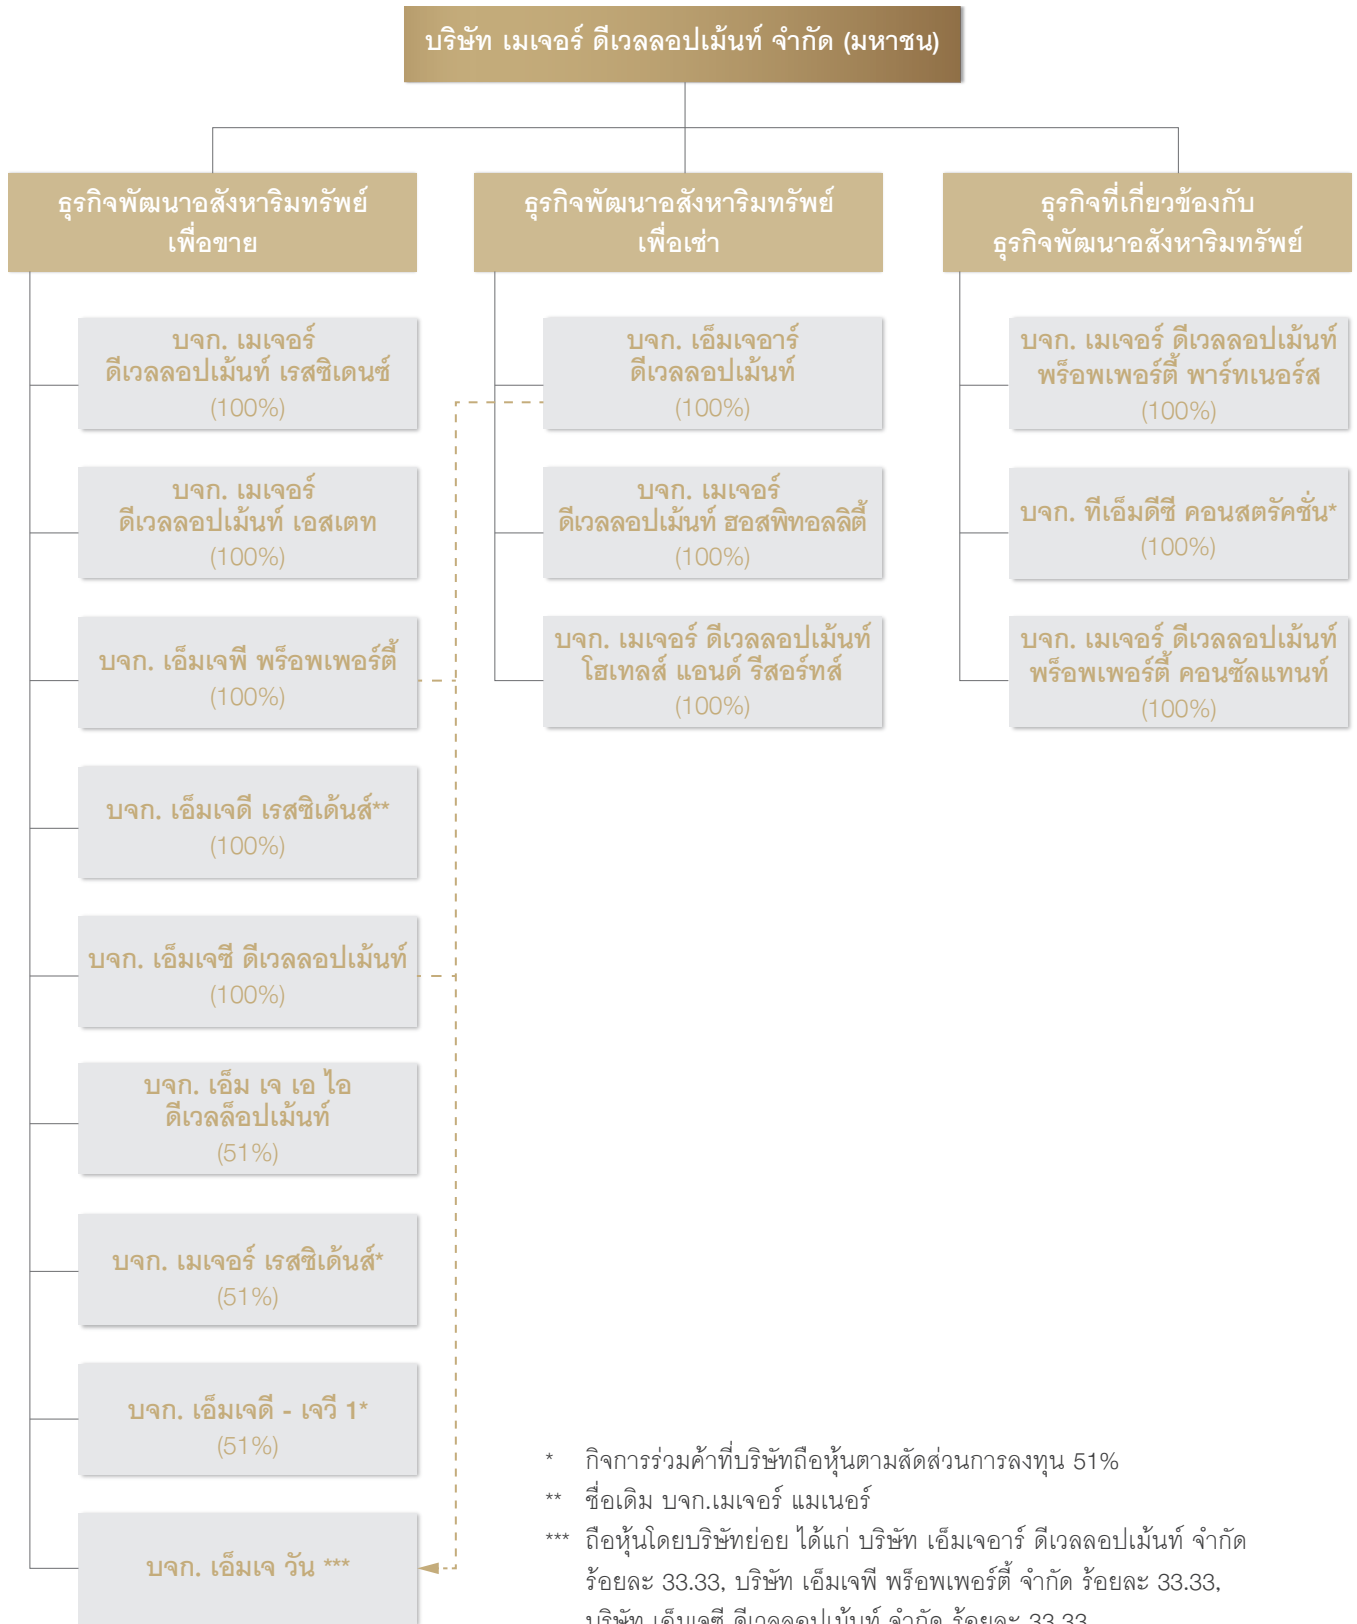 บริษัท เมเจอร์ ดีเวลลอปเม้นท์ จำกัด (มหาชน)
ธุรกิจพัฒนาอสังหาริมทรัพย์
เพื่อขาย
บจก. เมเจอร์
ดีเวลลอปเม้นท์ เรสซิเดนซ์
(100%)
บจก. เมเจอร์
ดีเวลลอปเม้นท์ เอสเตท
(100%)
บจก. เอ็มเจพี พร็อพเพอร์ตี้
(100%)
บจก. เอ็มเจดี เรสซิเด้นส์**
(100%)
บจก. เอ็มเจซี ดีเวลลอปเม้นท์
(100%)
บจก. เอ็ม เจ เอ ไอ
ดีเวลล็อปเม้นท์
(51%)
บจก. เมเจอร์ เรสซิเด้นส์*
(51%)
บจก. เอ็มเจดี - เจวี 1*
(51%)
บจก. เอ็มเจ วัน ***
ธุรกิจพัฒนาอสังหาริมทรัพย์
เพื่อเช่า
บจก. เอ็มเจอาร์
ดีเวลลอปเม้นท์
(100%)
บจก. เมเจอร์
ดีเวลลอปเม้นท์ ฮอสพิทอลลิตี้
(100%)
บจก. เมเจอร์ ดีเวลลอปเม้นท์
โฮเทลส์ แอนด์ รีสอร์ทส์
(100%)
ธุรกิจที่เกี่ยวข้องกับ
ธุรกิจพัฒนาอสังหาริมทรัพย์
บจก. เมเจอร์ ดีเวลลอปเม้นท์
พร็อพเพอร์ตี้ พาร์ทเนอร์ส
(100%)
บจก. ทีเอ็มดีซี คอนสตรัคชั่น*
(100%)
บจก. เมเจอร์ ดีเวลลอปเม้นท์
พร็อพเพอร์ตี้ คอนซัลแทนท์
(100%)
* กิจการร่วมค้าที่บริษัทถือหุ้นตามสัดส่วนการลงทุน 51%
** ชื่อเดิม บจก.เมเจอร์ แมเนอร์
*** ถือหุ้นโดยบริษัทย่อย ได้แก่ บริษัท เอ็มเจอาร์ ดีเวลลอปเม้นท์ จำกัด
ร้อยละ 33.33, บริษัท เอ็มเจพี พร็อพเพอร์ตี้ จำกัด ร้อยละ 33.33,
บริษัท เอ็มเจซี ดีเวลลอปเม้นท์ จำกัด ร้อยละ 33.33